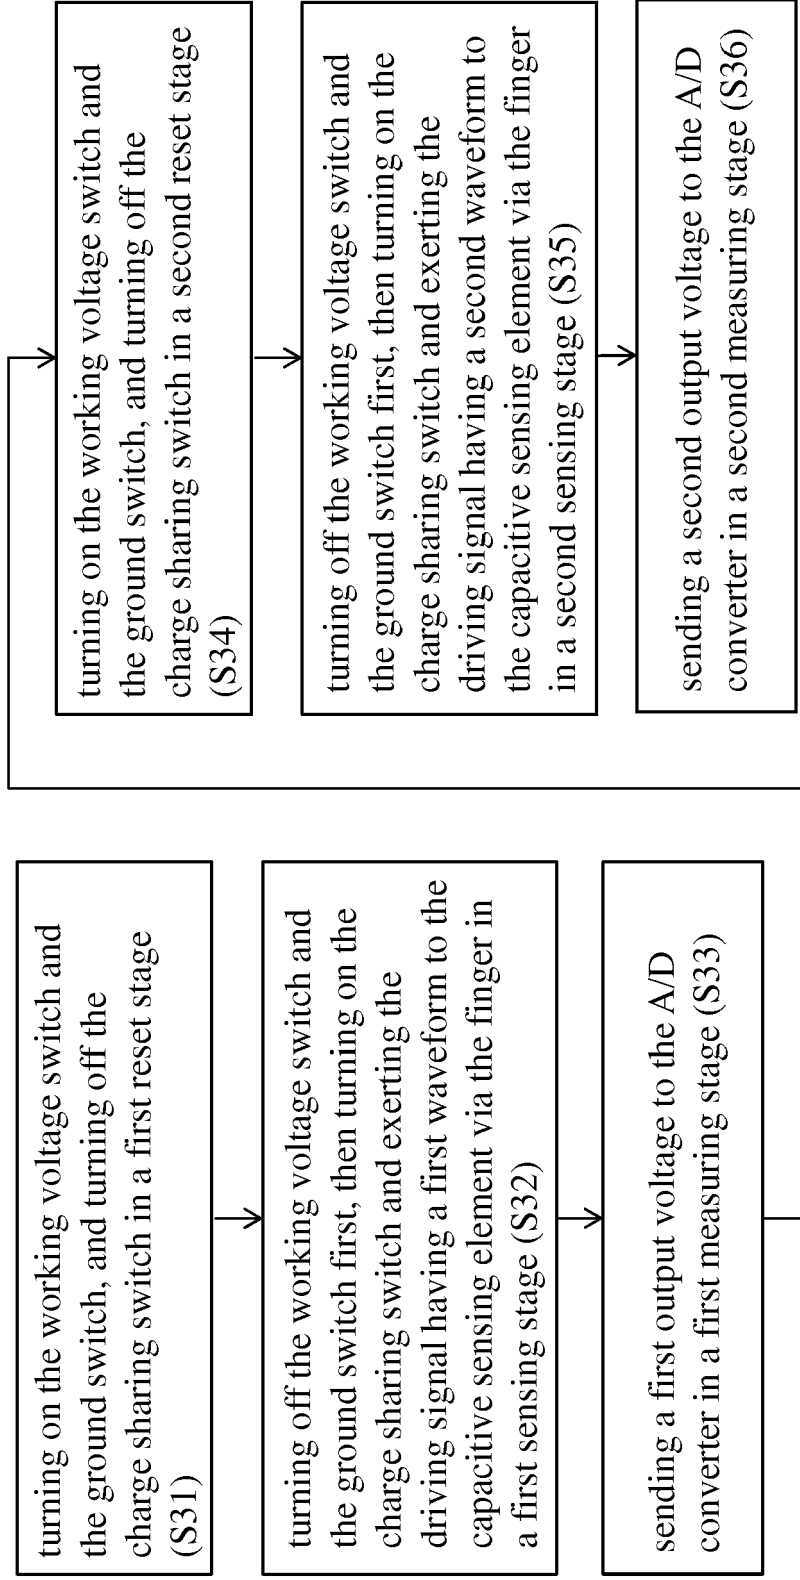 turning on the working voltage switch and
the ground switch, and turning off the
charge sharing switch in a first reset stage
(S31)
turning off the working voltage switch and
the ground switch first, then turning on the
charge sharing switch and exerting the
driving signal having a first waveform to the
capacitive sensing element via the finger in
a first sensing stage (S32)
sending a first output voltage to the A/D
converter in a first measuring stage (S33)
turning on the working voltage switch and
the ground switch, and turning off the
charge sharing switch in a second reset stage
(S34)
turning off the working voltage switch and
the ground switch first, then turning on the
charge sharing switch and exerting the
driving signal having a second waveform to
the capacitive sensing element via the finger
in a second sensing stage (S35)
sending a second output voltage to the A/D
converter in a second measuring stage (S36)